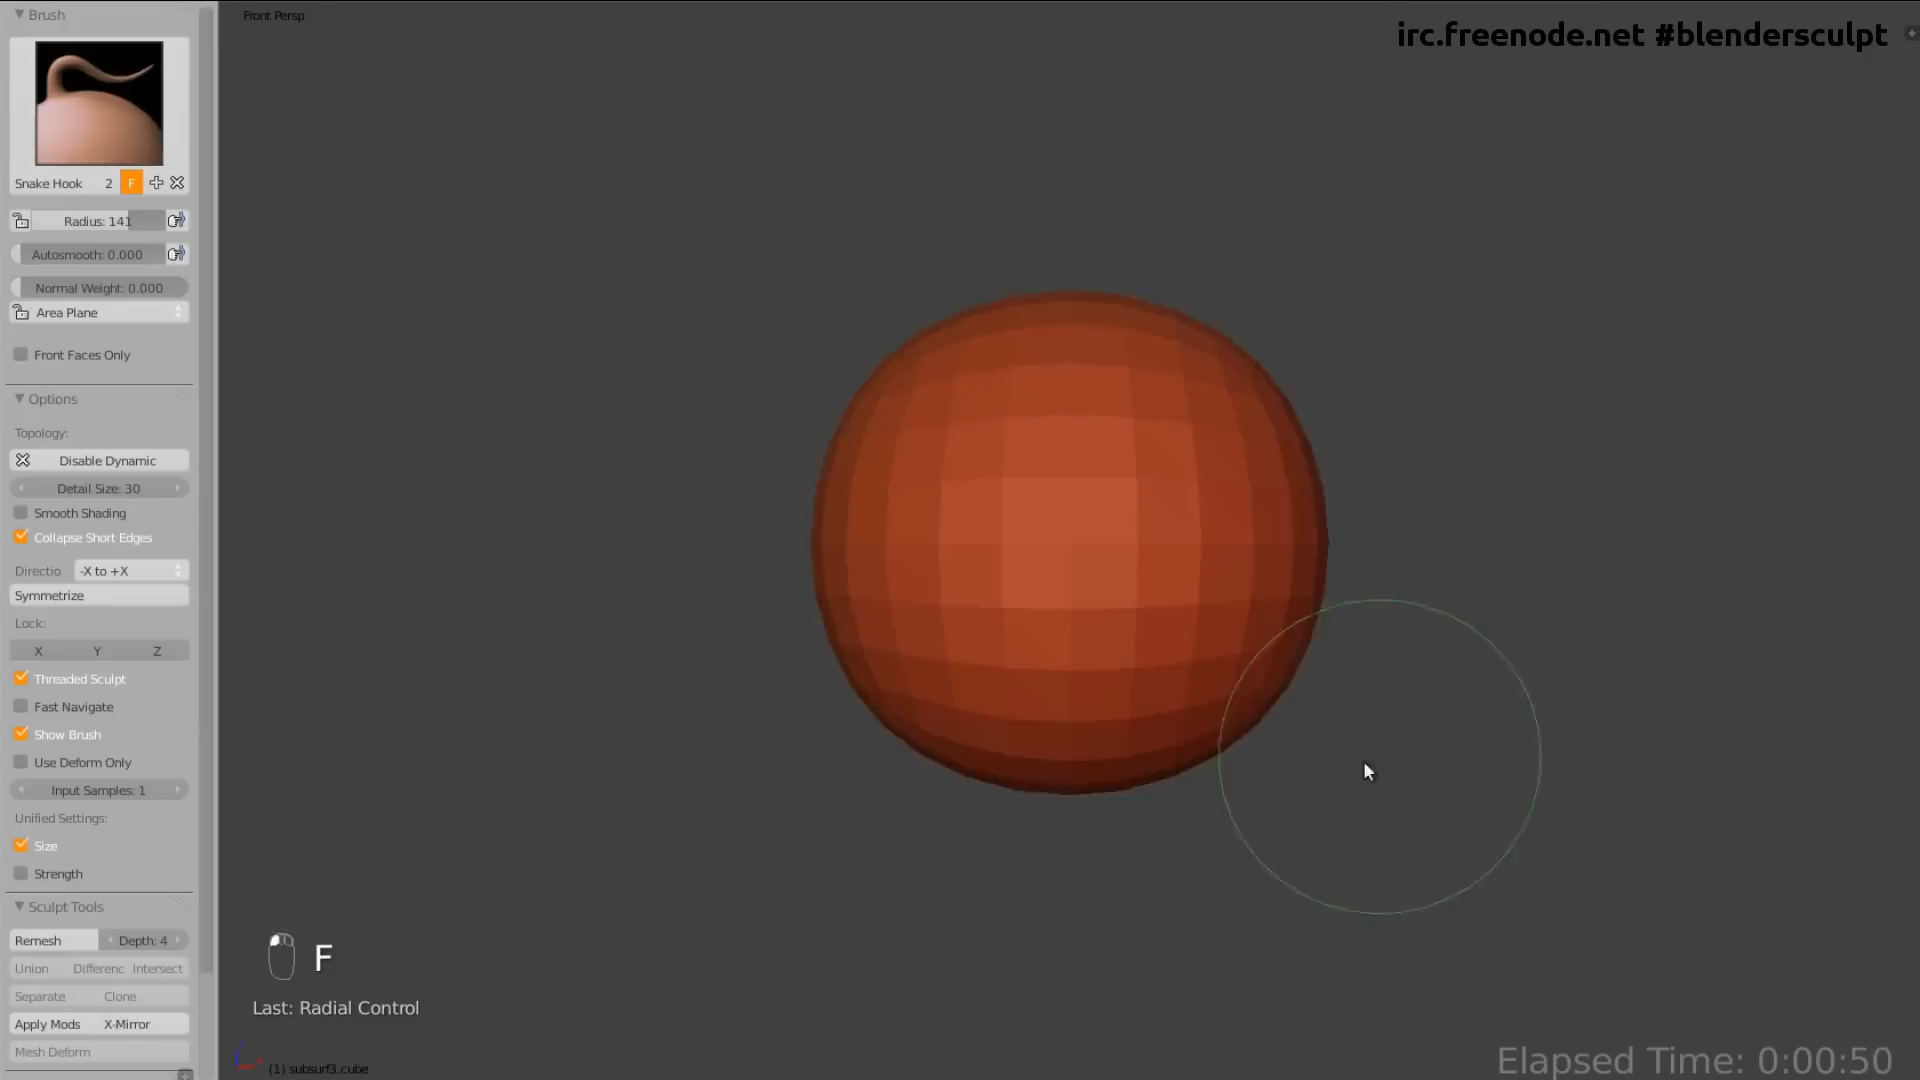 Brush
Front Persp
irc.freenode.net #blendersculpt
Snake Hook 2 F
Radius: 141
Autosmooth: 0.000
Normal Weight: 0.000
Area Plane
Front Faces Only
Options
Topology:
Disable Dynamic
Detail Size: 30
Smooth Shading
Collapse Short Edges
Directio -X to +X
Symmetrize
Lock:
X Y Z
Threaded Sculpt
Fast Navigate
Show Brush
Use Deform Only
Input Samples: 1
Unified Settings:
Size
Strength
Sculpt Tools
Remesh Depth: 4
Union Differenc Intersect
Separate Clone
Apply Mods X-Mirror
Mesh Deform
F
Last: Radial Control
(1) subsurf3.cube
Elapsed Time: 0:00:50